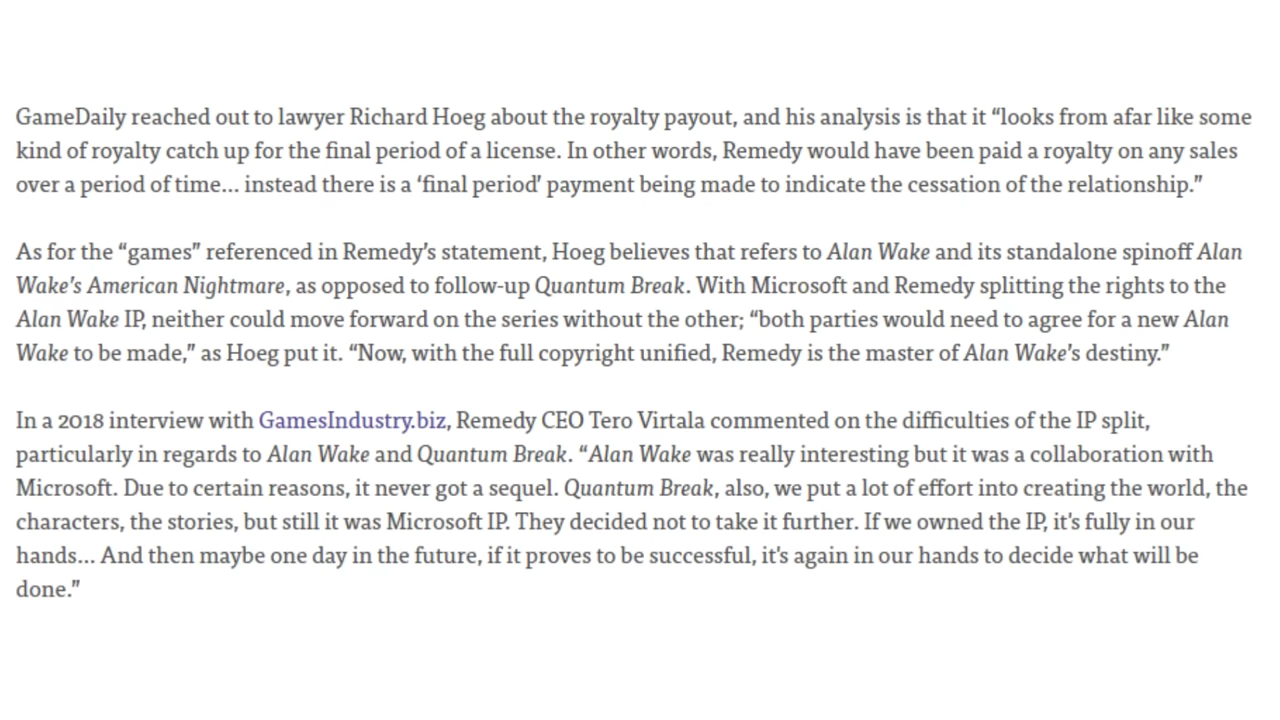 GameDaily reached out to lawyer Richard Hoeg about the royalty payout, and his analysis is that it “looks from afar like some
kind of royalty catch up for the final period of a license. In other words, Remedy would have been paid a royalty on any sales
over a period of time... instead there is a ‘final period’ payment being made to indicate the cessation of the relationship.”
As for the “games” referenced in Remedy’s statement, Hoeg believes that refers to Alan Wake and its standalone spinoff Alan
Wake’s American Nightmare, as opposed to follow-up Quantum Break. With Microsoft and Remedy splitting the rights to the
Alan Wake IP, neither could move forward on the series without the other; “both parties would need to agree for a new Alan
Wake to be made,” as Hoeg put it. “Now, with the full copyright unified, Remedy is the master of Alan Wake’s destiny.”
In a 2018 interview with GamesIndustry.biz, Remedy CEO Tero Virtala commented on the difficulties of the IP split,
particularly in regards to Alan Wake and Quantum Break. “Alan Wake was really interesting but it was a collaboration with
Microsoft. Due to certain reasons, it never got a sequel. Quantum Break, also, we put a lot of effort into creating the world, the
characters, the stories, but still it was Microsoft IP. They decided not to take it further. If we owned the IP, it's fully in our
hands... And then maybe one day in the future, if it proves to be successful, it's again in our hands to decide what will be
done.”